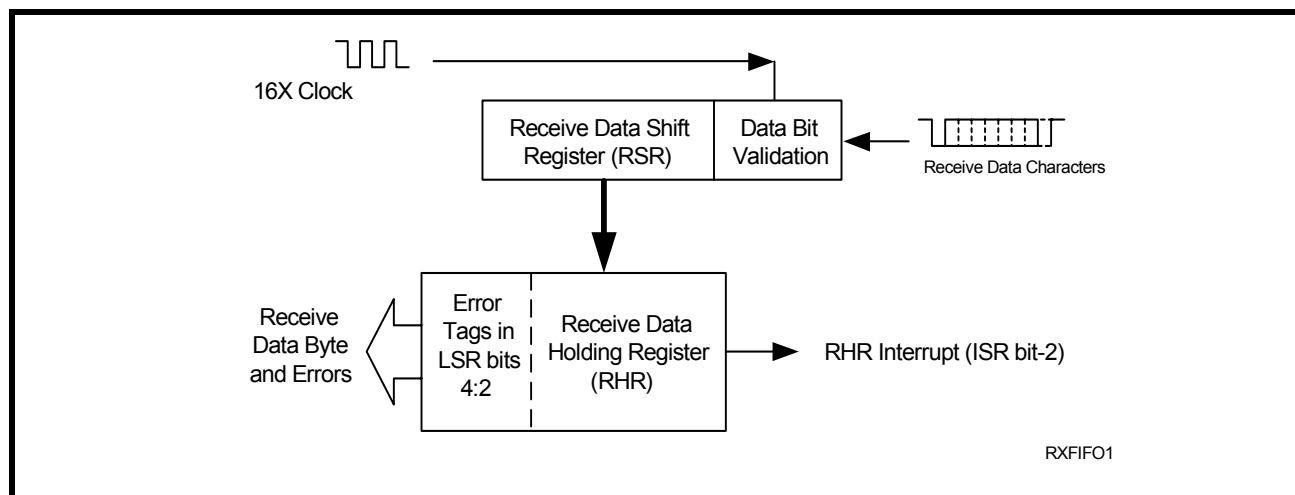 16X Clock
Receive Data Shift
Register (RSR)
Data Bit
Validation
Receive Data Characters
Receive
Data Byte
and Errors
Error
Tags in
LSR bits
4:2
Receive Data
Holding Register
(RHR)
RHR Interrupt (ISR bit-2)
RXFIFO1